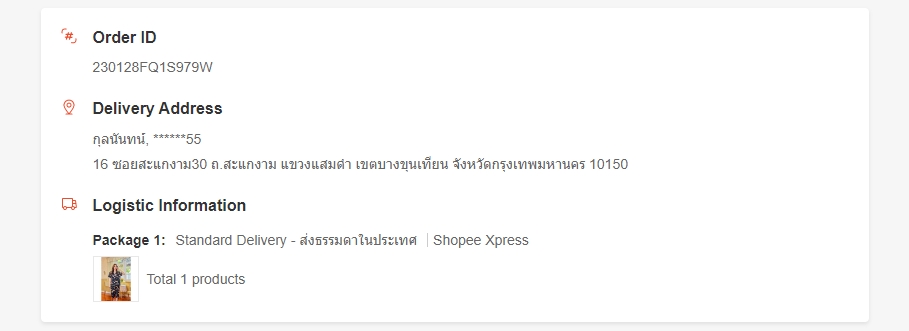 Order ID
230128FQ1S979W
Delivery Address
กุลนันทน์, ******55
16 ซอยสะแกงาม30 ถ.สะแกงาม แขวงแสมดำ เขตบางขุนเทียน จังหวัดกรุงเทพมหานคร 10150
Logistic Information
Package 1: Standard Delivery - ส่งธรรมดาในประเทศ | Shopee Xpress
Total 1 products